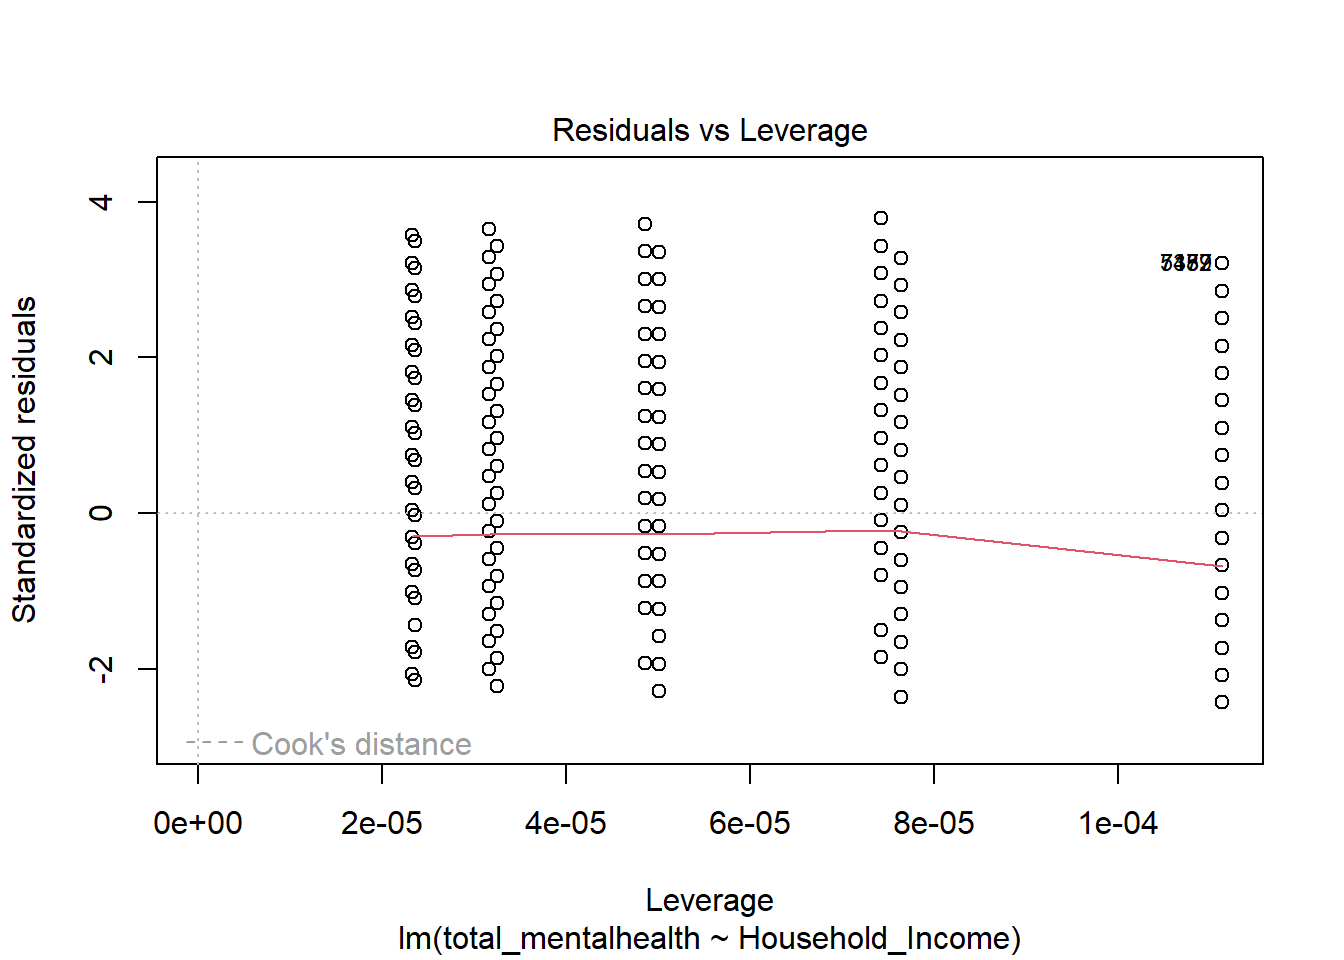 Residuals vs Leverage
Standardized residuals
4
2
0
-2
Cook's distance
0e+00 2e-05 4e-05 6e-05 8e-05 1e-04
Leverage
lm(total_mentalhealth ~ Household_Income)